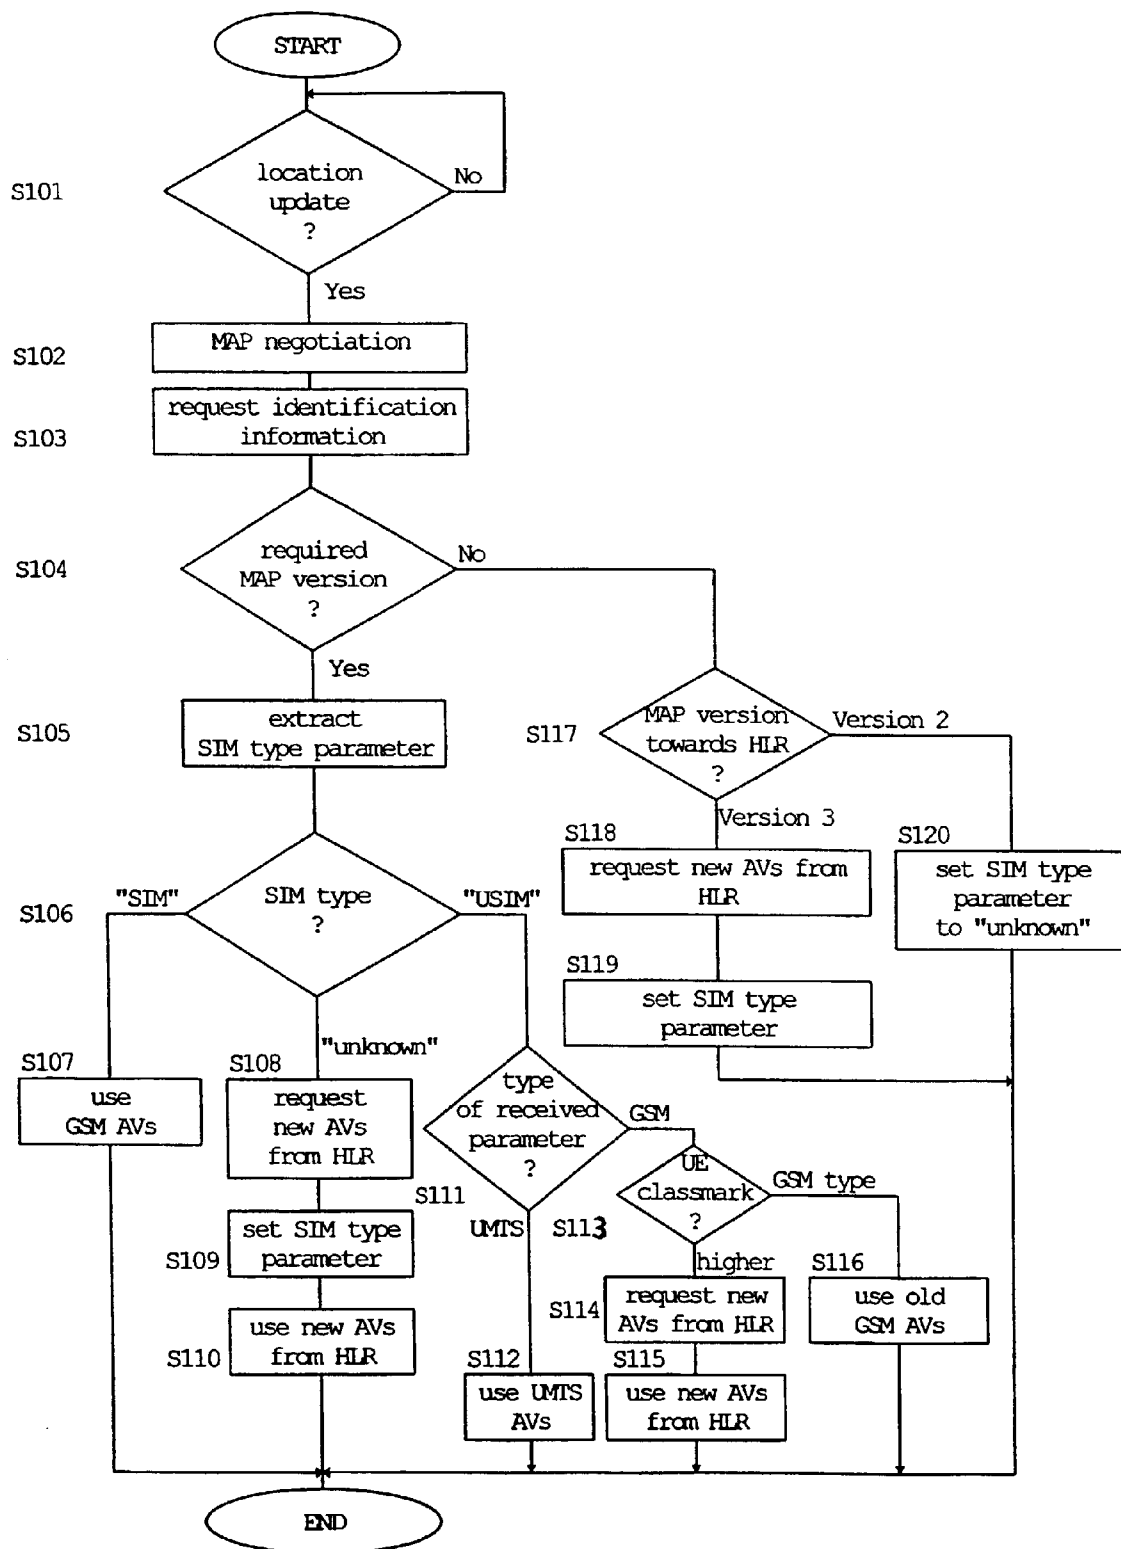 START
location
update
?
No
S101
Yes
MAP negotiation
S102
request identification
information
S103
required
MAP version
?
No
S104
Yes
extract
SIM type parameter
S105
MAP version
towards HLR
?
S117
Version 2
Version 3
S118
request new AVs from
HLR
S120
set SIM type
parameter
to "unknown"
S119
set SIM type
parameter
SIM type
?
"SIM"
"USIM"
S106
"unknown"
S107
use
GSM AVs
S108
request
new AVs
from HLR
type
of received
parameter
?
GSM
S111
UMTS
UE
classmark
?
GSM type
S113
higher
S109
set SIM type
parameter
S110
use new AVs
from HLR
S114
request new
AVs from HLR
S116
use old
GSM AVs
S112
use UMTS
AVs
S115
use new AVs
from HLR
END